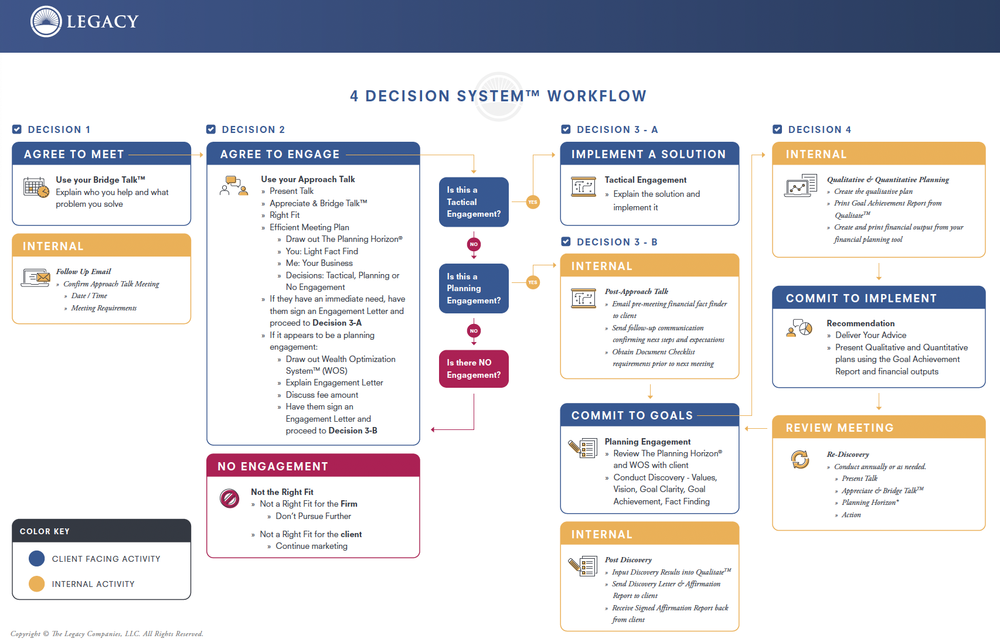 LEGACY
4 DECISION SYSTEM™ WORKFLOW
DECISION 1
AGREE TO MEET
Use your Bridge Talk™
Explain who you help and what
problem you solve
INTERNAL
Follow Up Email
» Confirm Approach Talk Meeting
» Date / Time
» Meeting Requirements
DECISION 2
AGREE TO ENGAGE
Use your Approach Talk
» Present Talk
» Appreciate & Bridge Talk™
» Right Fit
» Efficient Meeting Plan
» Draw out The Planning Horizon®
» You: Light Fact Find
» Me: Your Business
» Decisions: Tactical, Planning or
No Engagement
» If they have an immediate need, have
them sign an Engagement Letter and
proceed to Decision 3-A
» If it appears to be a planning
engagement:
» Draw out Wealth Optimization
System™ (WOS)
» Explain Engagement Letter
» Discuss fee amount
» Have them sign an
Engagement Letter and
proceed to Decision 3-B
NO ENGAGEMENT
Not the Right Fit
» Not a Right Fit for the Firm
» Don't Pursue Further
» Not a Right Fit for the client
» Continue marketing
Is this a
Tactical
Engagement?
YES
NO
Is this a
Planning
Engagement?
YES
NO
Is there NO
Engagement?
DECISION 3 - A
IMPLEMENT A SOLUTION
Tactical Engagement
» Explain the solution and
implement it
DECISION 3 - B
INTERNAL
Post-Approach Talk
» Email pre-meeting financial fact finder
to client
» Send follow-up communication
confirming next steps and expectations
» Obtain Document Checklist
requirements prior to next meeting
COMMIT TO GOALS
Planning Engagement
» Review The Planning Horizon®
and WOS with client
» Conduct Discovery - Values,
Vision, Goal Clarity, Goal
Achievement, Fact Finding
INTERNAL
Post Discovery
» Input Discovery Results into Qualitate™
» Send Discovery Letter & Affirmation
Report to client
» Receive Signed Affirmation Report back
from client
DECISION 4
INTERNAL
Qualitative & Quantitative Planning
» Create the qualitative plan
» Print Goal Achievement Report from
Qualitate™
» Create and print financial output from your
financial planning tool
COMMIT TO IMPLEMENT
Recommendation
» Deliver Your Advice
» Present Qualitative and Quantitative
plans using the Goal Achievement
Report and financial outputs
REVIEW MEETING
Re-Discovery
» Conduct annually or as needed.
» Present Talk
» Appreciate & Bridge Talk™
» Planning Horizon®
» Action
COLOR KEY
CLIENT FACING ACTIVITY
INTERNAL ACTIVITY
Copyright © The Legacy Companies, LLC. All Rights Reserved.